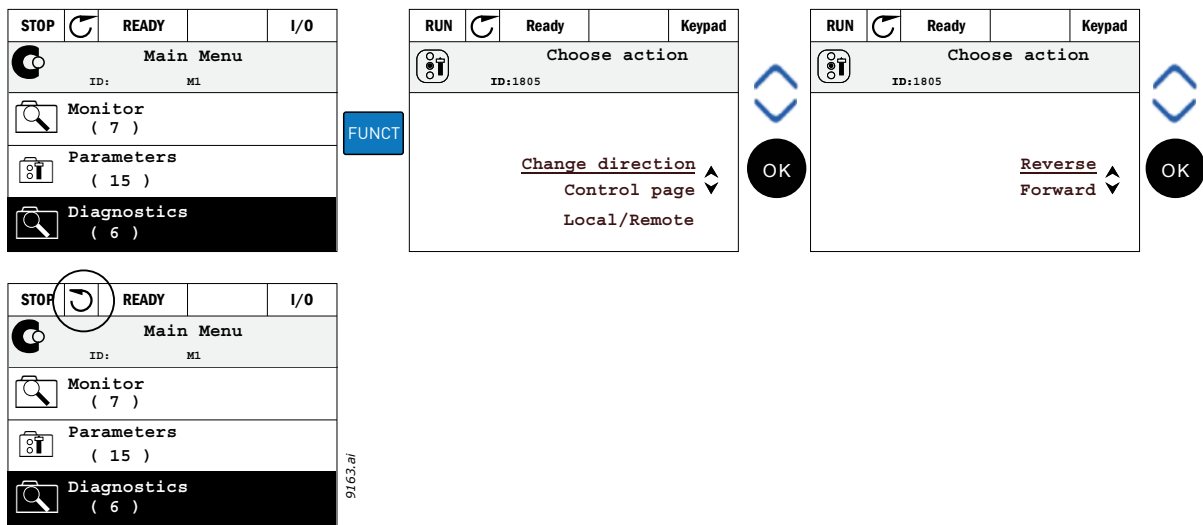 STOP READY I/O
Main Menu
ID: M1
Monitor
( 7 )
Parameters
( 15 )
Diagnostics
( 6 )
FUNCT
RUN Ready Keypad
Choose action
ID:1805
Change direction
Control page
Local/Remote
OK
RUN Ready Keypad
Choose action
ID:1805
Reverse
Forward
OK
STOP READY I/O
Main Menu
ID: M1
Monitor
( 7 )
Parameters
( 15 )
Diagnostics
( 6 )
9163.ai